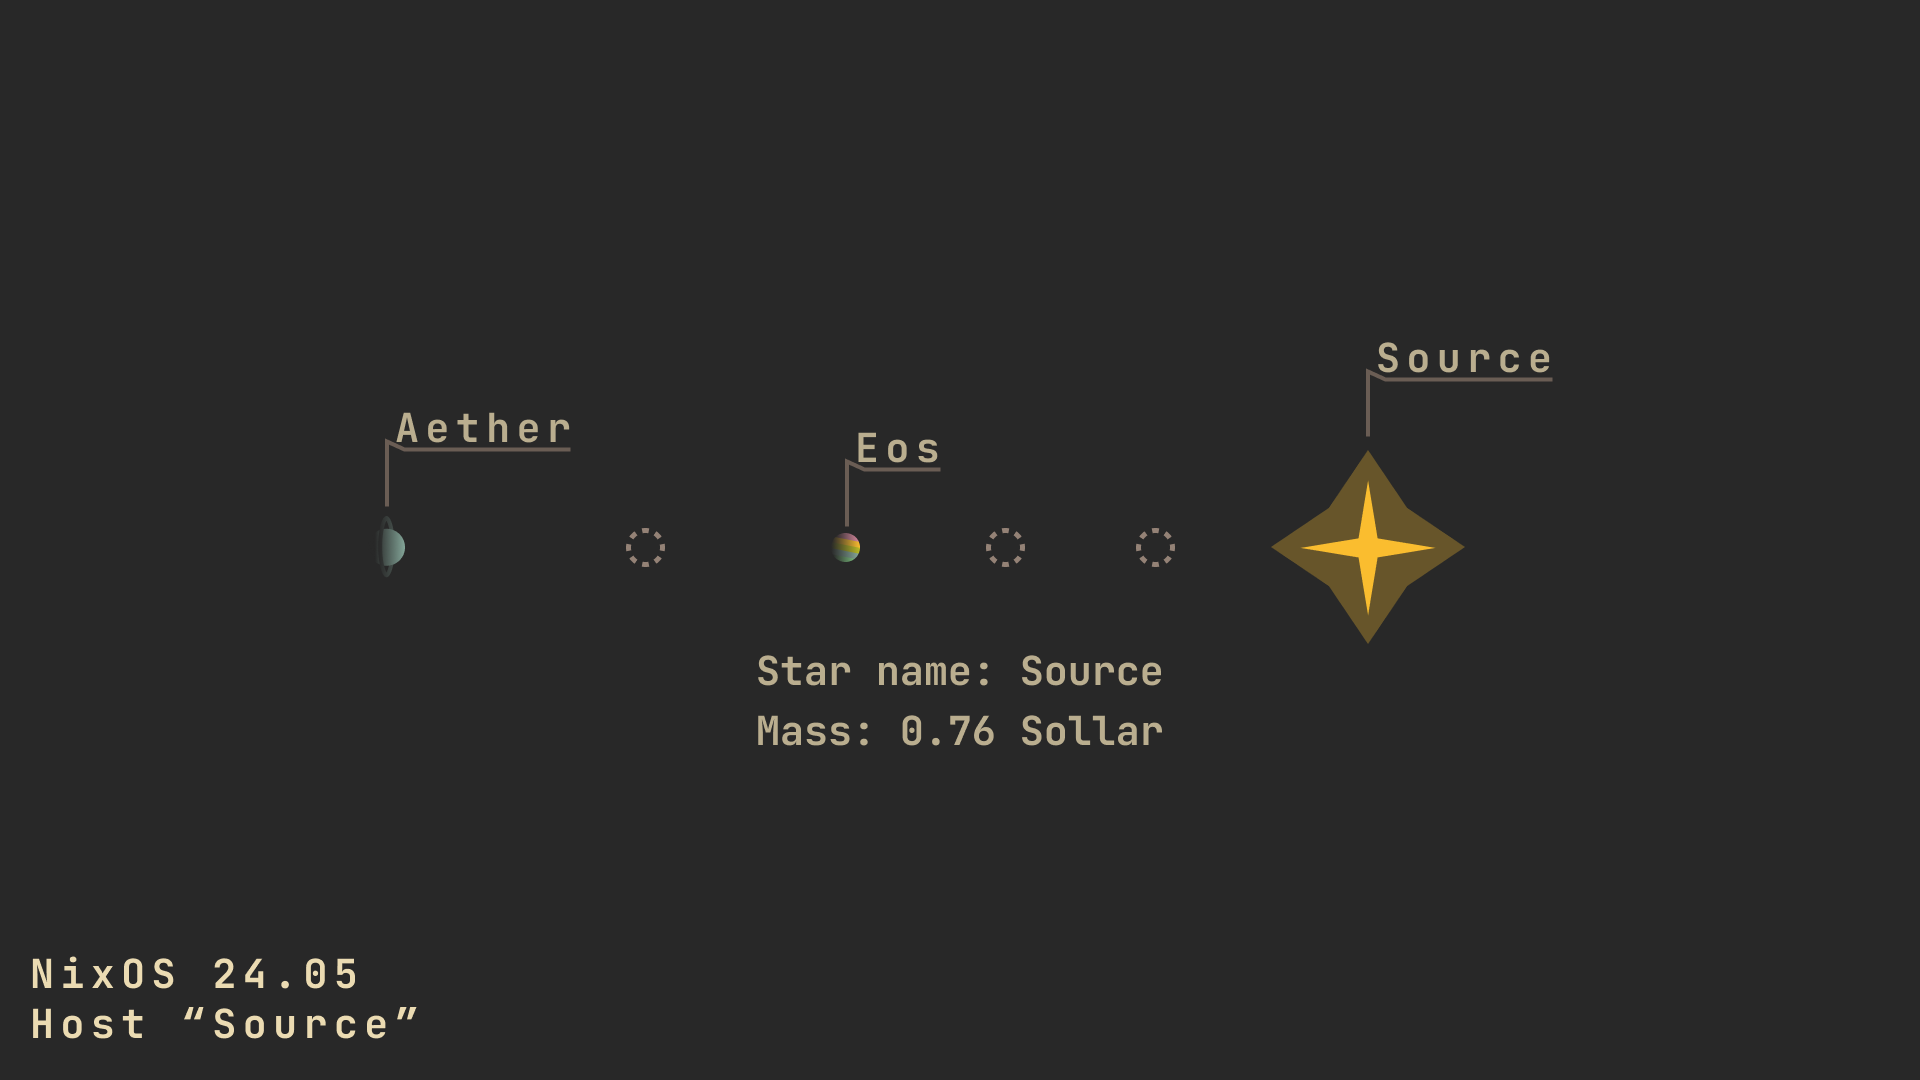 Source
Aether
Eos
Star name: Source
Mass: 0.76 Sollar
NixOS 24.05
Host “Source”